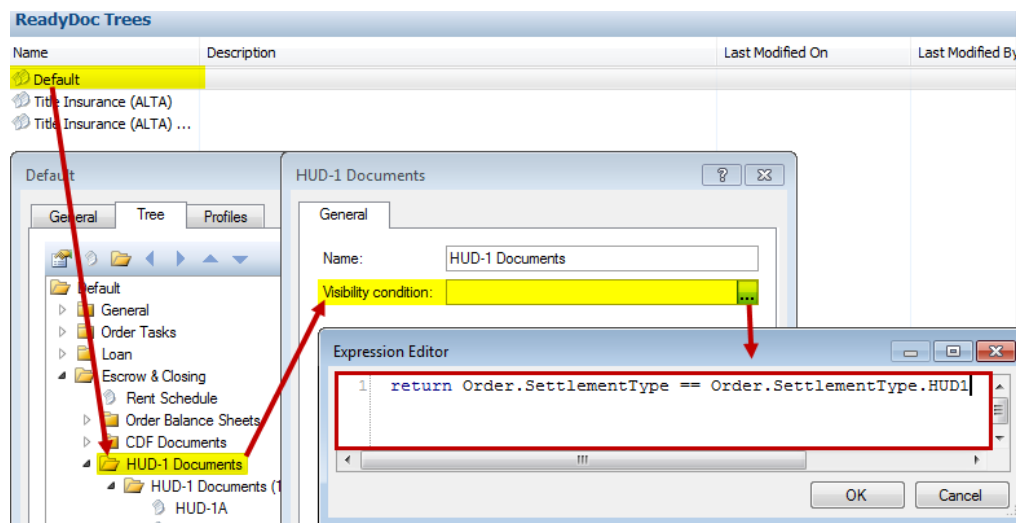 ReadyDoc Trees
Name Description Last Modified On Last Modified By
Default
Title Insurance (ALTA)
Title Insurance (ALTA) ...
Default
General Tree Profiles
Default
General
Order Tasks
Loan
Escrow & Closing
Rent Schedule
Order Balance Sheets
CDF Documents
HUD-1 Documents
HUD-1 Documents (1
HUD-1A
HUD-1 Documents
General
Name: HUD-1 Documents
Visibility condition: ...
Expression Editor
1 return Order.SettlementType == Order.SettlementType.HUD1
OK Cancel